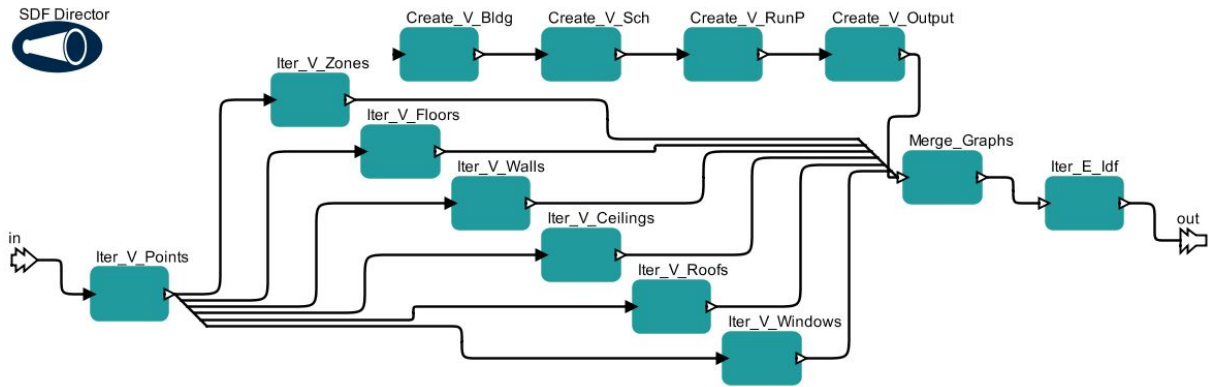 SDF Director
Create_V_Bldg
Create_V_Sch
Create_V_RunP
Create_V_Output
Iter_V_Zones
Iter_V_Floors
Merge_Graphs
Iter_V_Walls
Iter_E_Idf
Iter_V_Ceilings
in
out
Iter_V_Points
Iter_V_Roofs
Iter_V_Windows